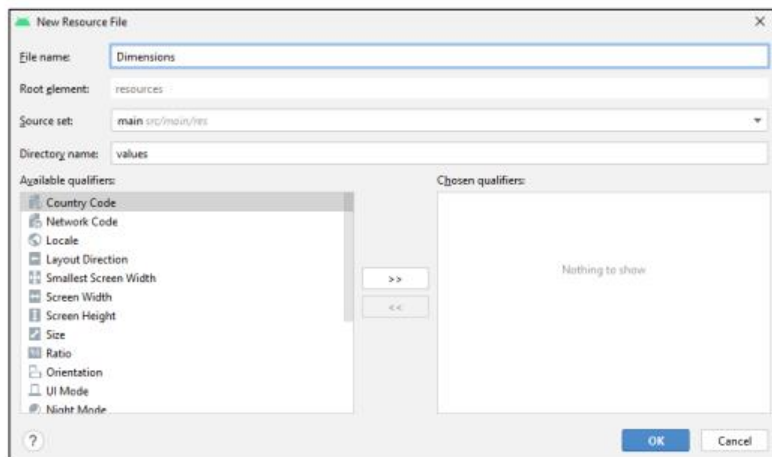 New Resource File
File name: Dimensions
Root element: resources
Source set: main src/main/res
Directory name: values
Available qualifiers:
Chosen qualifiers:
Country Code
Network Code
Locale
Layout Direction
Smallest Screen Width
Screen Width
Screen Height
Size
Ratio
Orientation
UI Mode
Night Mode
>>
<<
Nothing to show
?
OK
Cancel